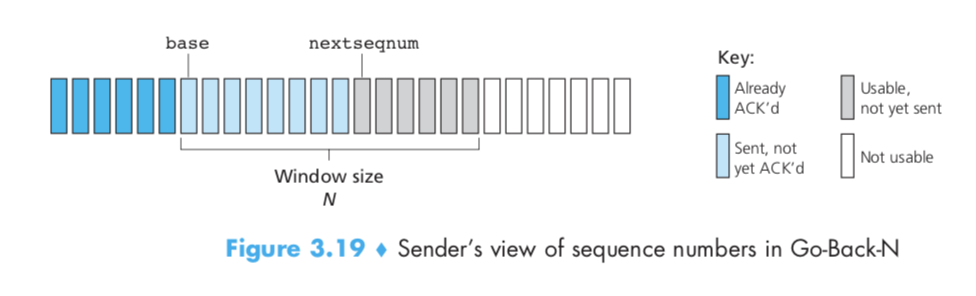 base
nextseqnum
Window size
N
Key:
Already
ACK'd
Usable,
not yet sent
Sent, not
yet ACK'd
Not usable
Figure 3.19 ♦ Sender's view of sequence numbers in Go-Back-N